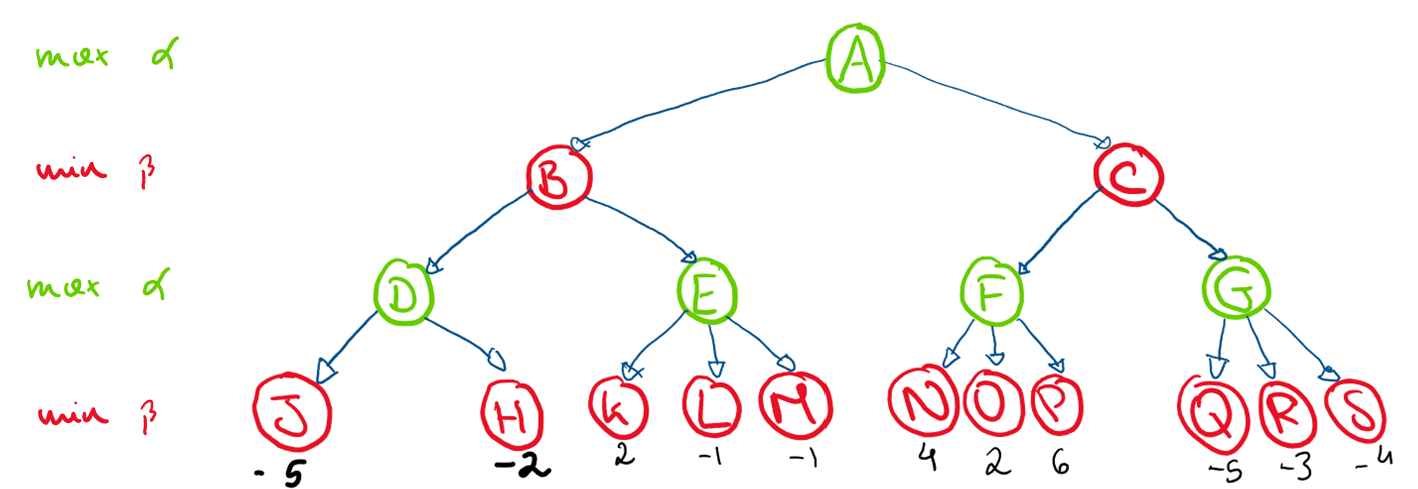 max α A
min β B C
max α D E F G
min β J H K L M N O P Q R S
-5 -2 2 -1 -1 4 2 6 -5 -3 -4